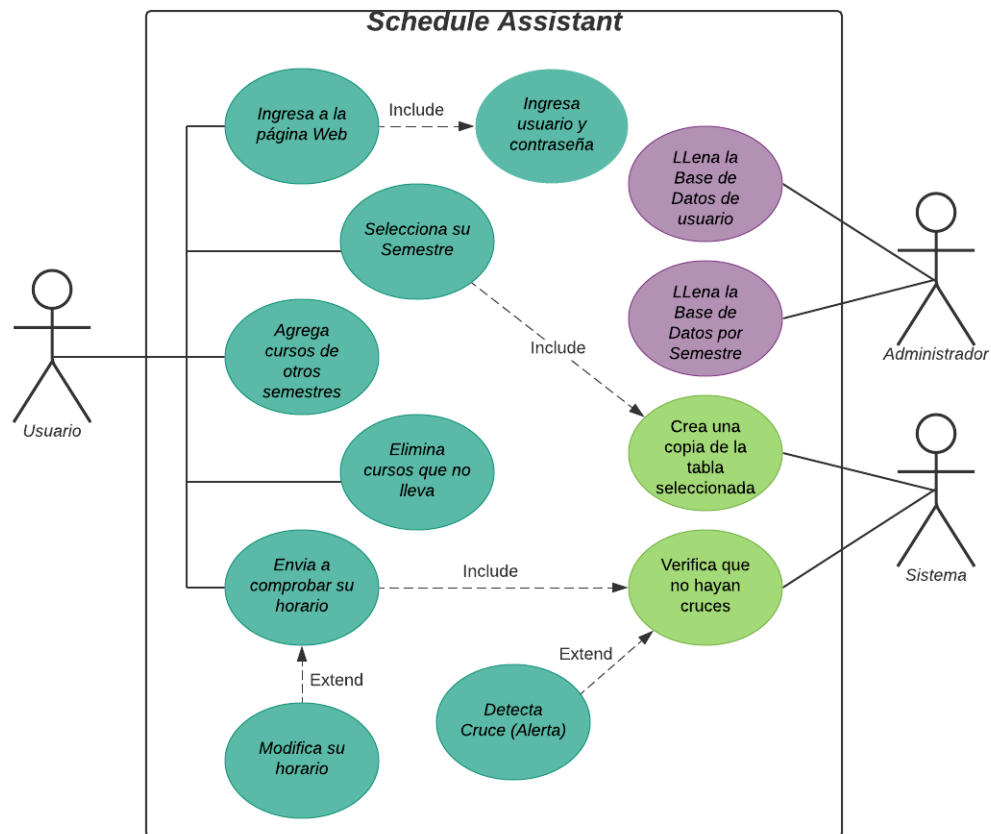 Schedule Assistant
Ingresa a la
página Web
Include
Ingresa
usuario y
contraseña
LLena la
Base de
Datos de
usuario
Selecciona su
Semestre
LLena la
Base de
Datos por
Semestre
Include
Administrador
Agrega
cursos de
otros
semestres
Usuario
Elimina
cursos que no
lleva
Crea una
copia de la
tabla
seleccionada
Envia a
comprobar su
horario
Include
Verifica que
no hayan
cruces
Sistema
Extend
Extend
Modifica su
horario
Detecta
Cruce (Alerta)